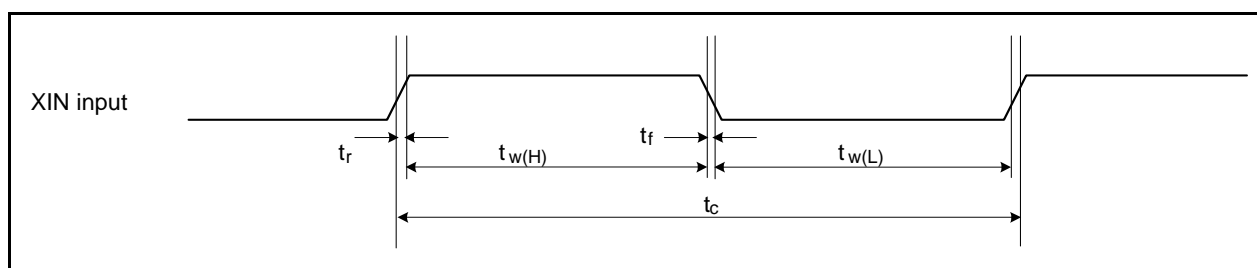 XIN input
tr
tw(H)
tf
tw(L)
tc